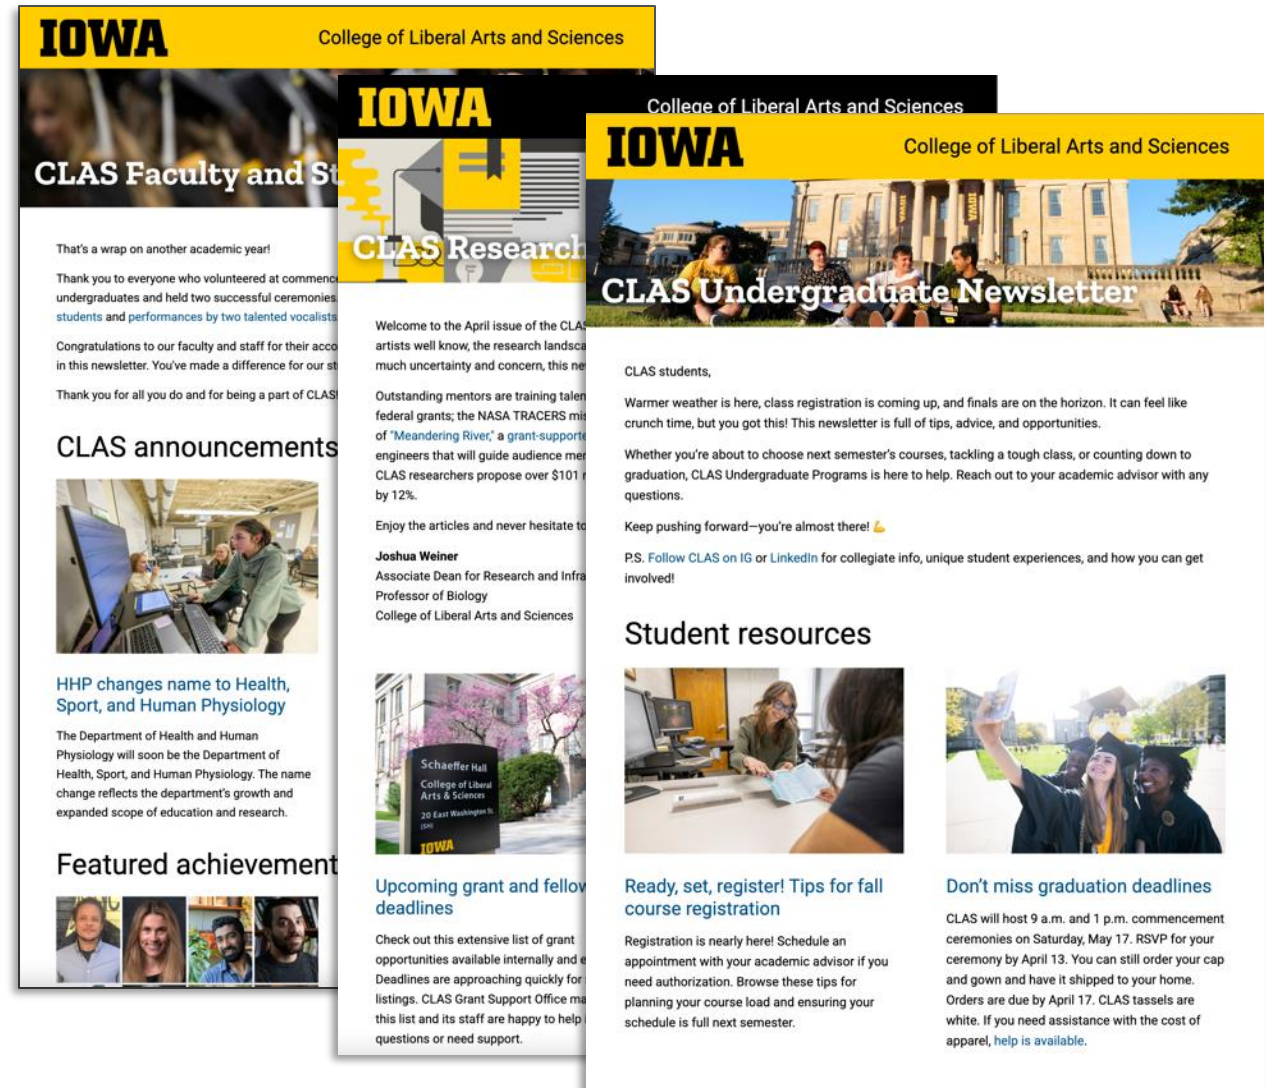 IOWA
College of Liberal Arts and Sciences
CLAS Faculty and St
That's a wrap on another academic year!
Thank you to everyone who volunteered at commence
undergraduates and held two successful ceremonies.
students and performances by two talented vocalists
Congratulations to our faculty and staff for their acco
in this newsletter. You've made a difference for our st
Thank you for all you do and for being a part of CLAS!
CLAS announcements
HHP changes name to Health,
Sport, and Human Physiology
The Department of Health and Human
Physiology will soon be the Department of
Health, Sport, and Human Physiology. The name
change reflects the department's growth and
expanded scope of education and research.
Featured achievement
IOWA
College of Liberal Arts and Sciences
CLAS Research
Welcome to the April issue of the CLAS
artists well know, the research landsca
much uncertainty and concern, this ne
Outstanding mentors are training talen
federal grants; the NASA TRACERS mis
of "Meandering River," a grant-supporte
engineers that will guide audience mem
CLAS researchers propose over $101 m
by 12%.
Enjoy the articles and never hesitate to
Joshua Weiner
Associate Dean for Research and Infra
Professor of Biology
College of Liberal Arts and Sciences
Schaeffer Hall
College of Liberal
Arts & Sciences
20 East Washington St.
(SH)
IOWA
Upcoming grant and fellow
deadlines
Check out this extensive list of grant
opportunities available internally and e
Deadlines are approaching quickly for
listings. CLAS Grant Support Office ma
this list and its staff are happy to help i
questions or need support.
IOWA
College of Liberal Arts and Sciences
IOWA
IOWA
CLAS Undergraduate Newsletter
CLAS students,
Warmer weather is here, class registration is coming up, and finals are on the horizon. It can feel like
crunch time, but you got this! This newsletter is full of tips, advice, and opportunities.
Whether you're about to choose next semester's courses, tackling a tough class, or counting down to
graduation, CLAS Undergraduate Programs is here to help. Reach out to your academic advisor with any
questions.
Keep pushing forward—you're almost there! 💪
P.S. Follow CLAS on IG or LinkedIn for collegiate info, unique student experiences, and how you can get
involved!
Student resources
Ready, set, register! Tips for fall
course registration
Registration is nearly here! Schedule an
appointment with your academic advisor if you
need authorization. Browse these tips for
planning your course load and ensuring your
schedule is full next semester.
Don't miss graduation deadlines
CLAS will host 9 a.m. and 1 p.m. commencement
ceremonies on Saturday, May 17. RSVP for your
ceremony by April 13. You can still order your cap
and gown and have it shipped to your home.
Orders are due by April 17. CLAS tassels are
white. If you need assistance with the cost of
apparel, help is available.